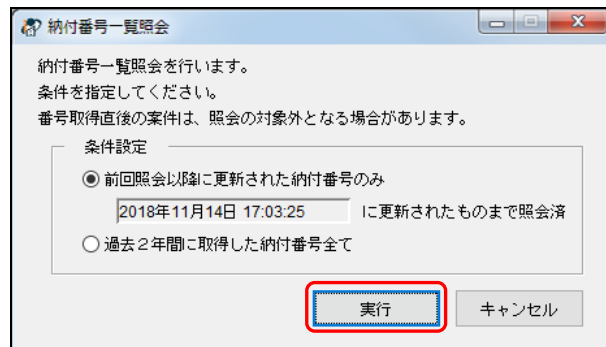 納付番号一覧照会
納付番号一覧照会を行います。
条件を指定してください。
番号取得直後の案件は、照会の対象外となる場合があります。
条件設定
前回照会以降に更新された納付番号のみ
2018年11月14日 17:03:25 に更新されたものまで照会済
過去２年間に取得した納付番号全て
実行 キャンセル